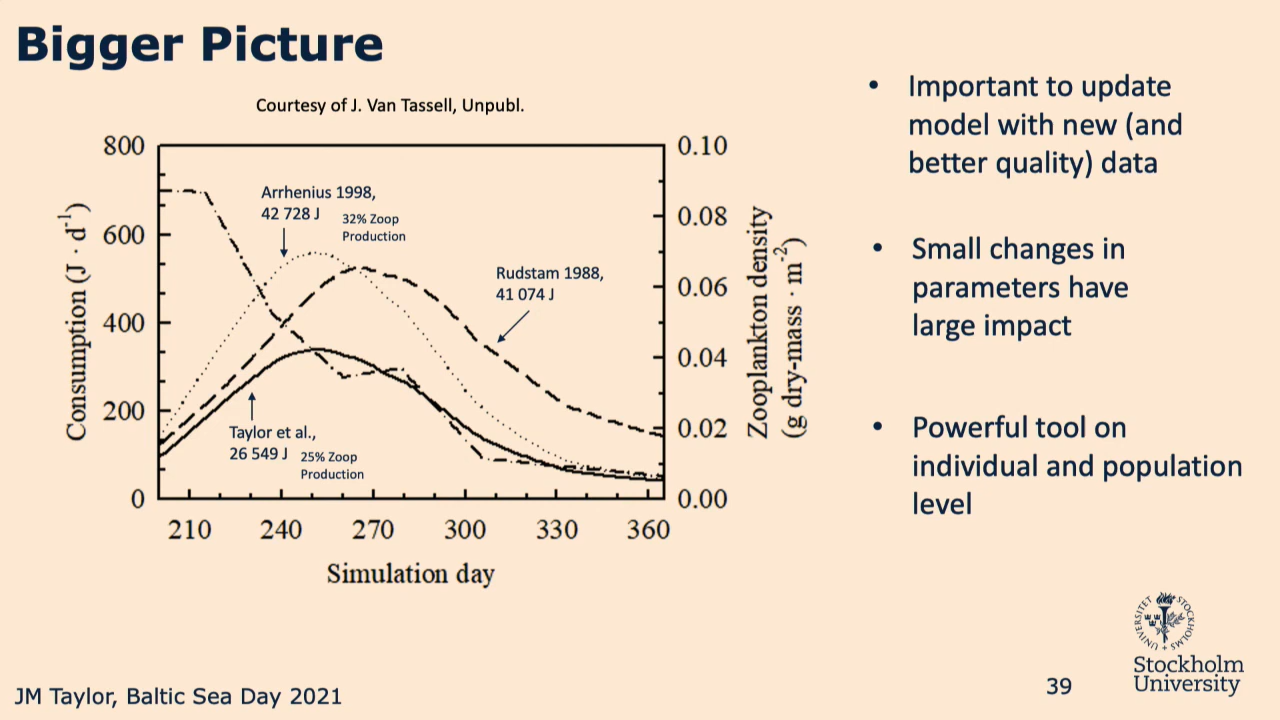 Bigger Picture
Courtesy of J. Van Tassell, Unpubl.
800
600
400
200
0
Consumption (J · d-1)
0.10
0.08
0.06
0.04
0.02
0.00
Zooplankton density
(g dry-mass · m-2)
Arrhenius 1998,
42 728 J
32% Zoop
Production
Rudstam 1988,
41 074 J
Taylor et al.,
26 549 J
25% Zoop
Production
210 240 270 300 330 360
Simulation day
• Important to update
model with new (and
better quality) data
• Small changes in
parameters have
large impact
• Powerful tool on
individual and population
level
JM Taylor, Baltic Sea Day 2021
39
STOCKHOLMS UNIVERSITET
Stockholm
University